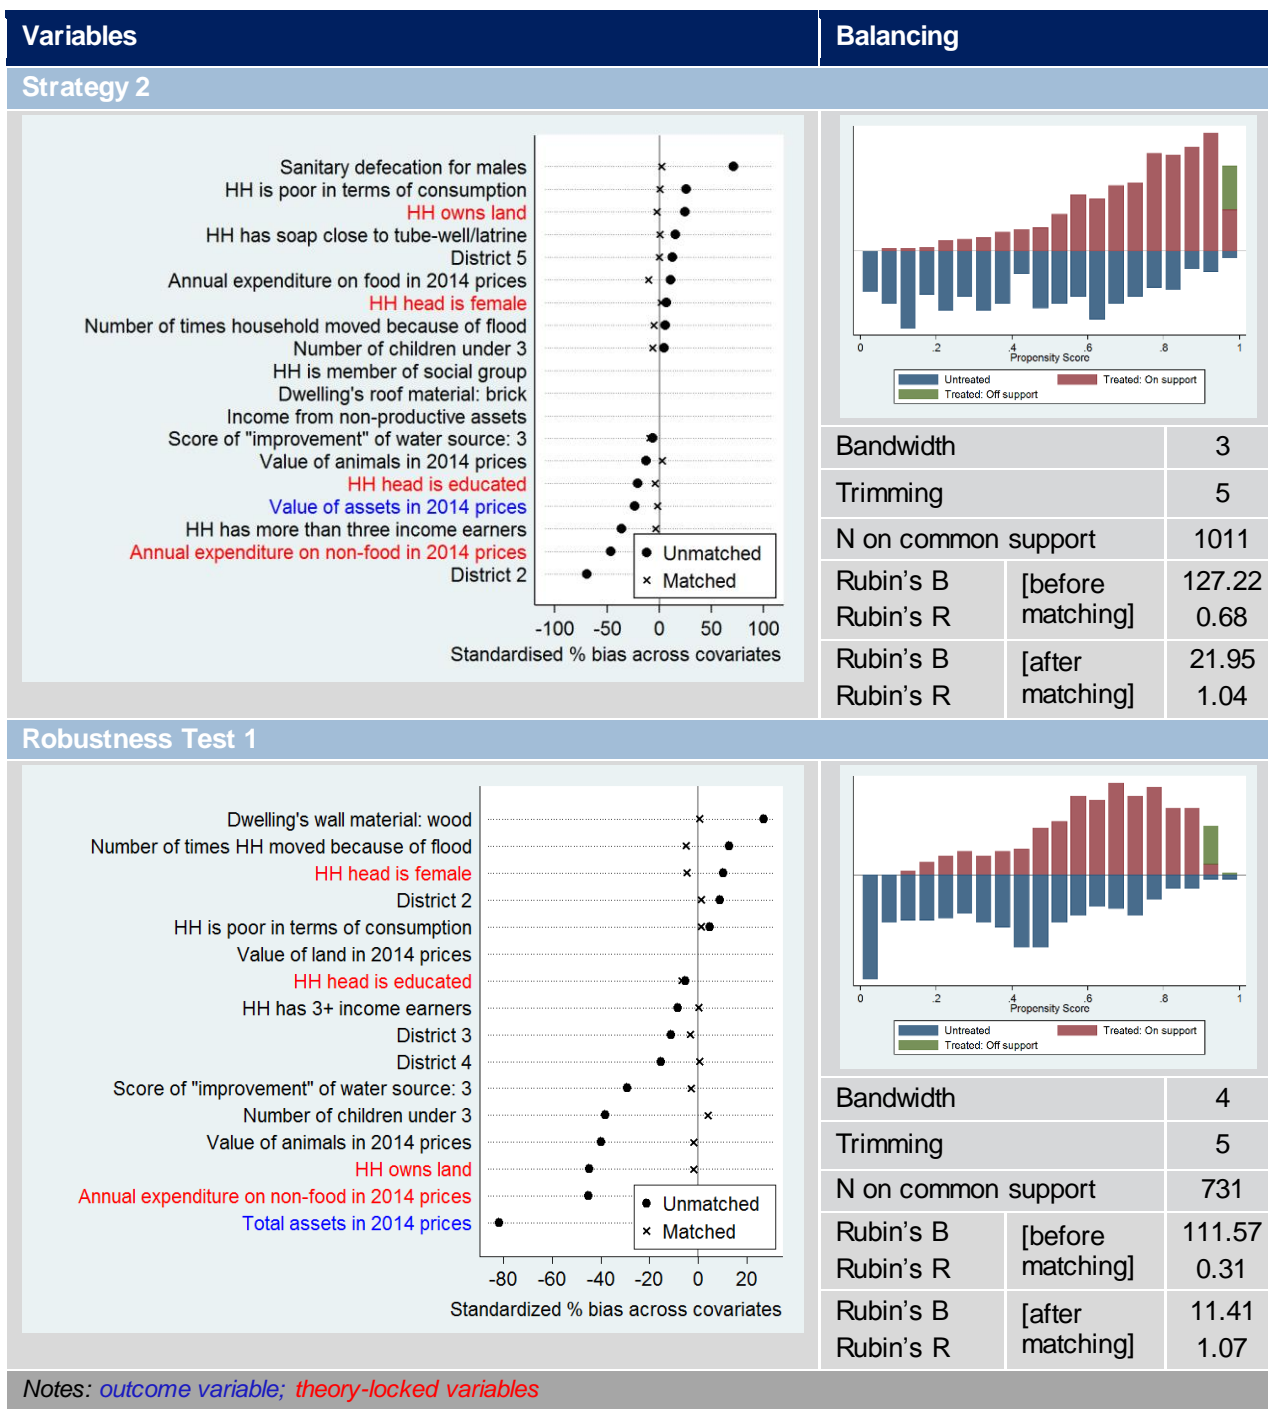 Variables
Balancing
Strategy 2
Sanitary defecation for males
HH is poor in terms of consumption
HH owns land
HH has soap close to tube-well/latrine
District 5
Annual expenditure on food in 2014 prices
HH head is female
Number of times household moved because of flood
Number of children under 3
HH is member of social group
Dwelling's roof material: brick
Income from non-productive assets
Score of "improvement" of water source: 3
Value of animals in 2014 prices
HH head is educated
Value of assets in 2014 prices
HH has more than three income earners
Annual expenditure on non-food in 2014 prices
District 2
Unmatched
Matched
-100 -50 0 50 100
Standardised % bias across covariates
0 .2 .4 .6 .8 1
Propensity Score
Untreated Treated: On support
Treated: Off support
Bandwidth 3
Trimming 5
N on common support 1011
Rubin's B [before matching] 127.22
Rubin's R 0.68
Rubin's B [after matching] 21.95
Rubin's R 1.04
Robustness Test 1
Dwelling's wall material: wood
Number of times HH moved because of flood
HH head is female
District 2
HH is poor in terms of consumption
Value of land in 2014 prices
HH head is educated
HH has 3+ income earners
District 3
District 4
Score of "improvement" of water source: 3
Number of children under 3
Value of animals in 2014 prices
HH owns land
Annual expenditure on non-food in 2014 prices
Total assets in 2014 prices
Unmatched
Matched
-80 -60 -40 -20 0 20
Standardized % bias across covariates
0 .2 .4 .6 .8 1
Propensity Score
Untreated Treated: On support
Treated: Off support
Bandwidth 4
Trimming 5
N on common support 731
Rubin's B [before matching] 111.57
Rubin's R 0.31
Rubin's B [after matching] 11.41
Rubin's R 1.07
Notes: outcome variable; theory-locked variables